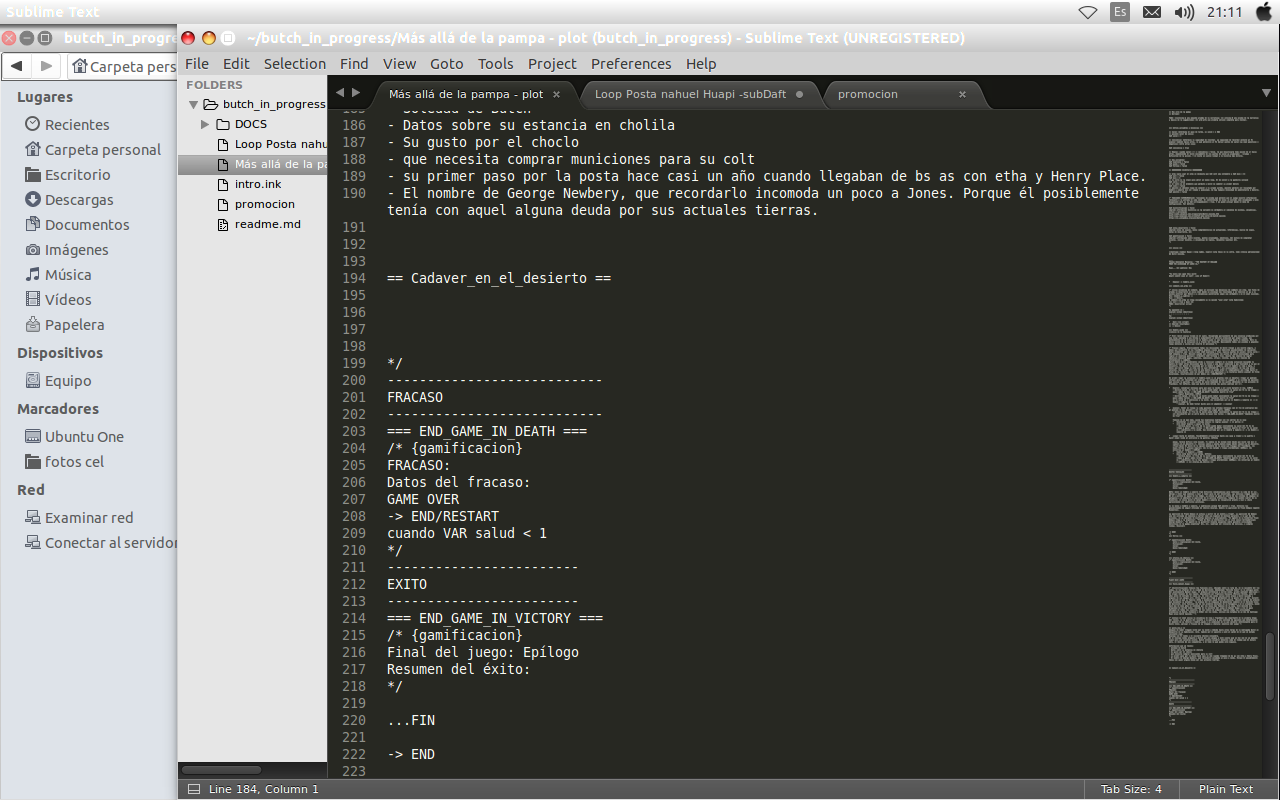 Sublime Text
Es
21:11
butch_in_progre
~/butch_in_progress/Más allá de la pampa - plot (butch_in_progress) - Sublime Text (UNREGISTERED)
File Edit Selection Find View Goto Tools Project Preferences Help
Carpeta pers
Lugares
Recientes
Carpeta personal
Escritorio
Descargas
Documentos
Imágenes
Música
Vídeos
Papelera
Dispositivos
Equipo
Marcadores
Ubuntu One
fotos cel
Red
Examinar red
Conectar al servidor
FOLDERS
butch_in_progress
DOCS
Loop Posta nahu
Más allá de la pa
intro.ink
promocion
readme.md
Más allá de la pampa - plot
Loop Posta nahuel Huapi -subDaft
promocion
185 - Soledad de Butch
186 - Datos sobre su estancia en cholila
187 - Su gusto por el choclo
188 - que necesita comprar municiones para su colt
189 - su primer paso por la posta hace casi un año cuando llegaban de bs as con etha y Henry Place.
190 - El nombre de George Newbery, que recordarlo incomoda un poco a Jones. Porque él posiblemente
tenía con aquel alguna deuda por sus actuales tierras.
191
192
193
194 == Cadaver_en_el_desierto ==
195
196
197
198
199 */
200 ---------------------------
201 FRACASO
202 ---------------------------
203 === END_GAME_IN_DEATH ===
204 /* {gamificacion}
205 FRACASO:
206 Datos del fracaso:
207 GAME OVER
208 -> END/RESTART
209 cuando VAR salud < 1
210 */
211 ------------------------
212 EXITO
213 ------------------------
214 === END_GAME_IN_VICTORY ===
215 /* {gamificacion}
216 Final del juego: Epílogo
217 Resumen del éxito:
218 */
219
220 ...FIN
221
222 -> END
223
Line 184, Column 1
Tab Size: 4
Plain Text